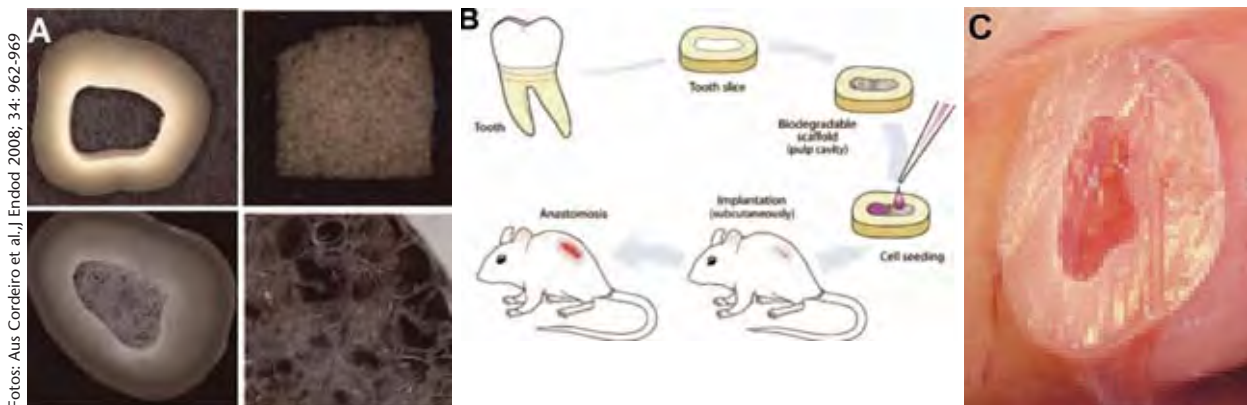 Fotos: Aus Cordeiro et al., J Endod 2008; 34: 962-969
A
B
Tooth
Tooth slice
Biodegradable
scaffold
(pulp cavity)
Cell seeding
Implantation
(subcutaneously)
Anastomosis
C